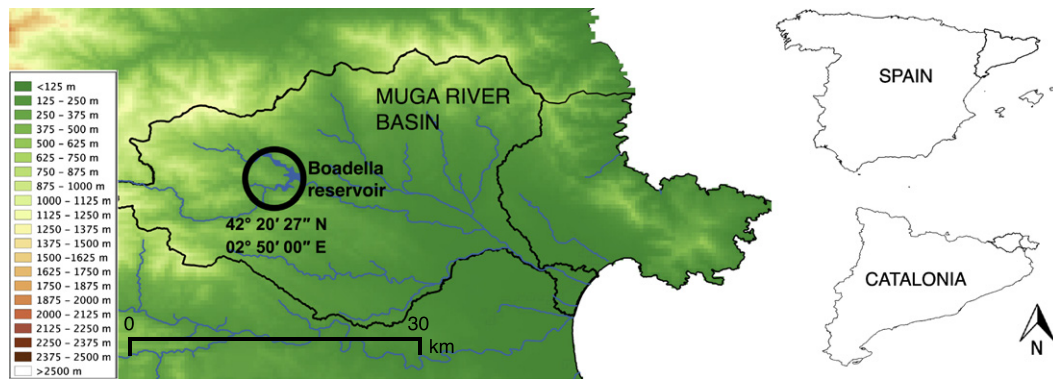 <125 m
125 – 250 m
250 – 375 m
375 – 500 m
500 – 625 m
625 – 750 m
750 – 875 m
875 – 1000 m
1000 – 1125 m
1125 – 1250 m
1250 – 1375 m
1375 – 1500 m
1500 –1625 m
1625 – 1750 m
1750 – 1875 m
1875 – 2000 m
2000 – 2125 m
2125 – 2250 m
2250 – 2375 m
2375 – 2500 m
>2500 m
MUGA RIVER
BASIN
Boadella
reservoir
42° 20′ 27″ N
02° 50′ 00″ E
0
30
km
SPAIN
CATALONIA
N